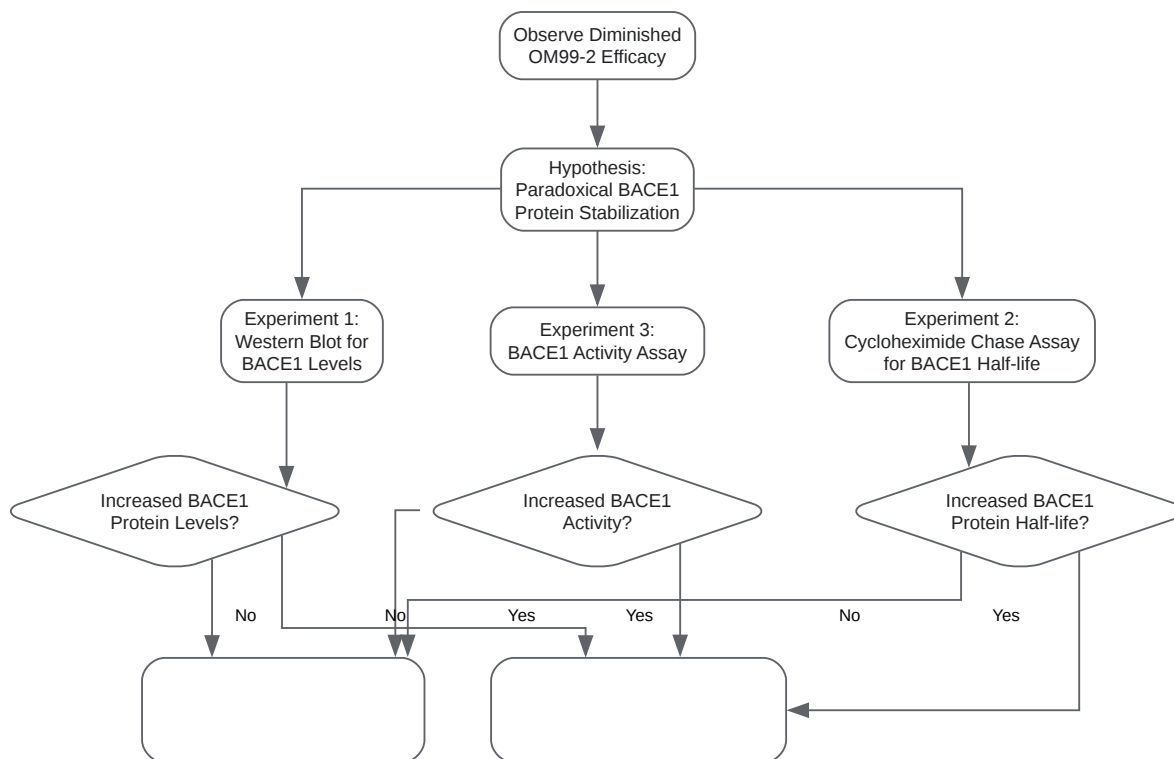 Observe Diminished
OM99-2 Efficacy
Hypothesis:
Paradoxical BACE1
Protein Stabilization
Experiment 1:
Western Blot for
BACE1 Levels
Experiment 3:
BACE1 Activity Assay
Experiment 2:
Cycloheximide Chase Assay
for BACE1 Half-life
Increased BACE1
Protein Levels?
Increased BACE1
Activity?
Increased BACE1
Protein Half-life?
No
No
Yes
Yes
No
Yes